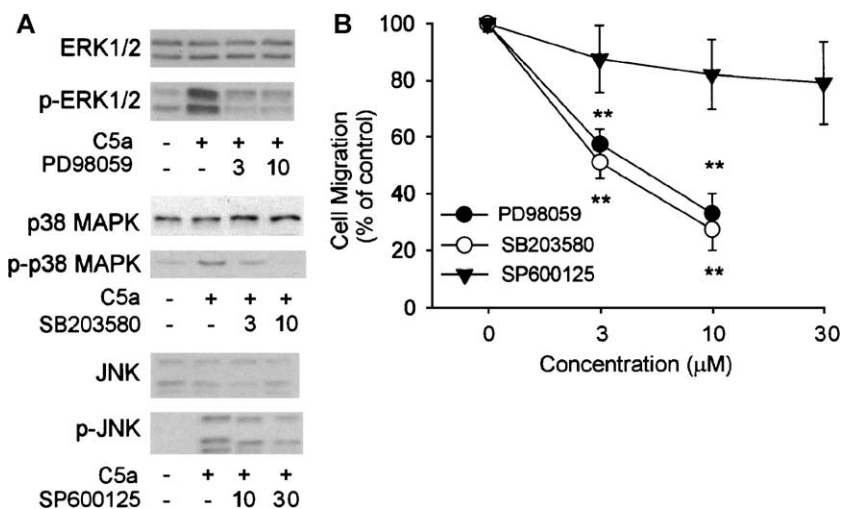 A
ERK1/2
p-ERK1/2
C5a - + + +
PD98059 - - 3 10
p38 MAPK
p-p38 MAPK
C5a - + + +
SB203580 - - 3 10
JNK
p-JNK
C5a - + + +
SP600125 - - 10 30
B
Cell Migration
(% of control)
100
80
60
40
20
0
**
**
**
**
PD98059
SB203580
SP600125
0 3 10 30
Concentration (μM)